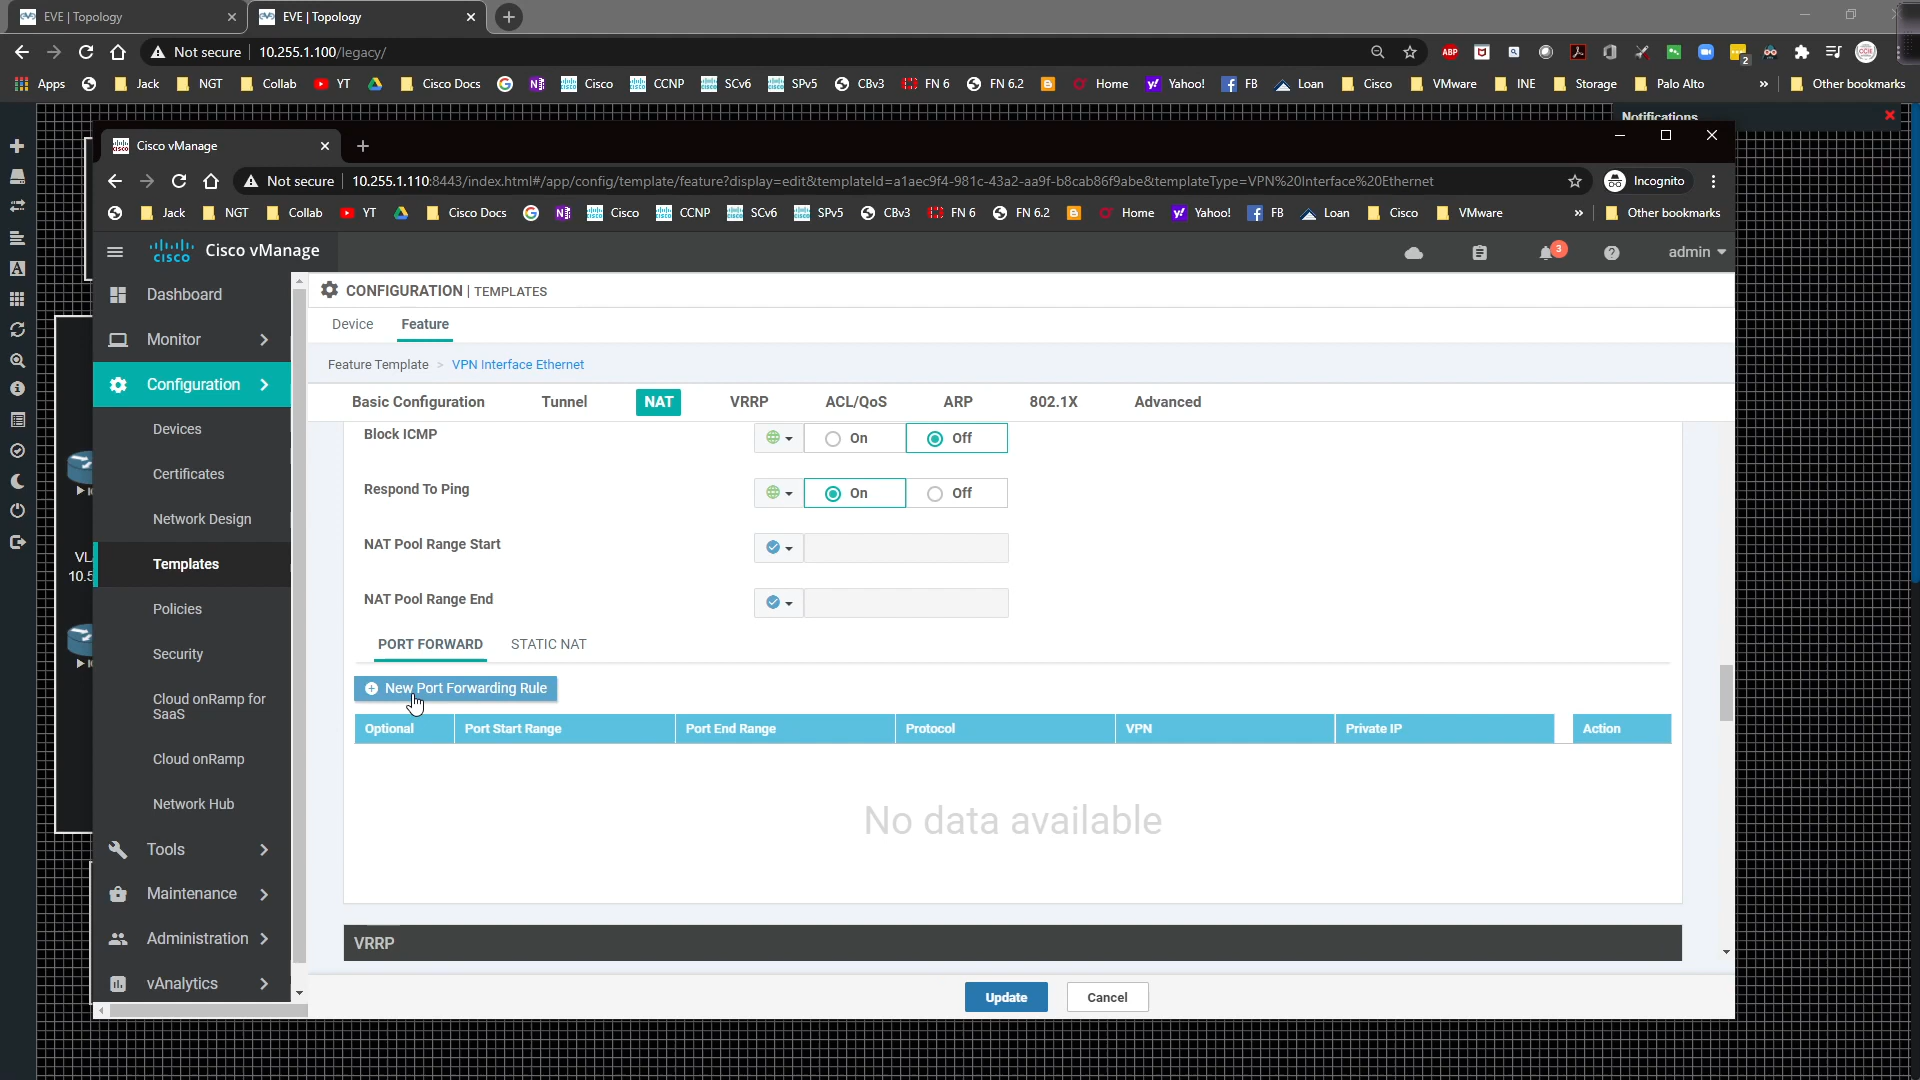 EVE | Topology
EVE | Topology
Not secure
10.255.1.100/legacy/
ABP
2
Apps
Jack
NGT
Collab
YT
Cisco Docs
Cisco
CCNP
SCv6
SPv5
CBv3
FN 6
FN 6.2
Home
Yahoo!
FB
Loan
Cisco
VMware
INE
Storage
Palo Alto
»
Other bookmarks
Notifications
Cisco vManage
Not secure
10.255.1.110:8443/index.html#/app/config/template/feature?display=edit&templateId=a1aec9f4-981c-43a2-aa9f-b8cab86f9abe&templateType=VPN%20Interface%20Ethernet
Incognito
Jack
NGT
Collab
YT
Cisco Docs
Cisco
CCNP
SCv6
SPv5
CBv3
FN 6
FN 6.2
Home
Yahoo!
FB
Loan
Cisco
VMware
»
Other bookmarks
cisco
Cisco vManage
3
admin
Dashboard
Monitor
Configuration
Devices
Certificates
Network Design
Templates
Policies
Security
Cloud onRamp for
SaaS
Cloud onRamp
Network Hub
Tools
Maintenance
Administration
vAnalytics
VL
10.5
CONFIGURATION | TEMPLATES
Device
Feature
Feature Template > VPN Interface Ethernet
Basic Configuration
Tunnel
NAT
VRRP
ACL/QoS
ARP
802.1X
Advanced
Block ICMP
On
Off
Respond To Ping
On
Off
NAT Pool Range Start
NAT Pool Range End
PORT FORWARD
STATIC NAT
New Port Forwarding Rule
Optional
Port Start Range
Port End Range
Protocol
VPN
Private IP
Action
No data available
VRRP
Update
Cancel